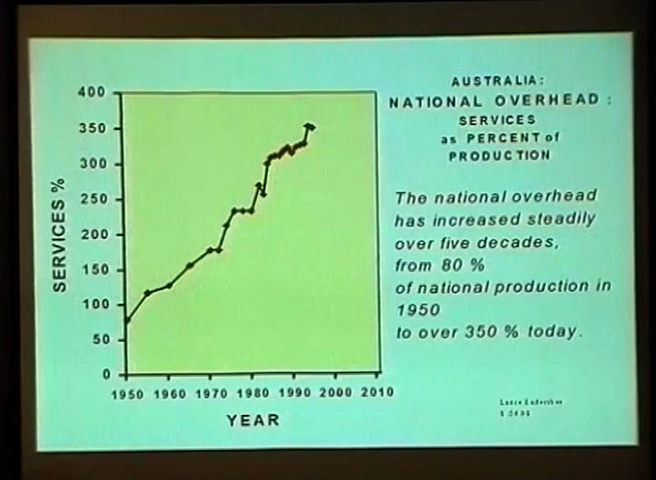 AUSTRALIA:
NATIONAL OVERHEAD :
SERVICES
as PERCENT of
PRODUCTION
The national overhead
has increased steadily
over five decades,
from 80 %
of national production in
1950
to over 350 % today.
SERVICES %
400
350
300
250
200
150
100
50
0
1950 1960 1970 1980 1990 2000 2010
YEAR